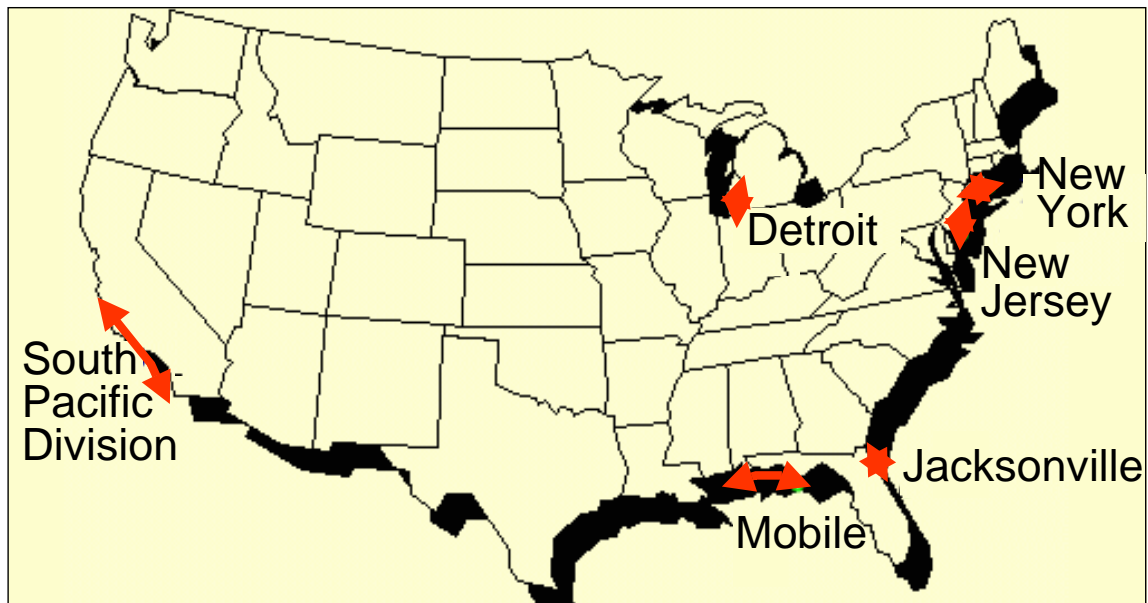 New
York
Detroit
New
Jersey
South
Pacific
Division
Jacksonville
Mobile